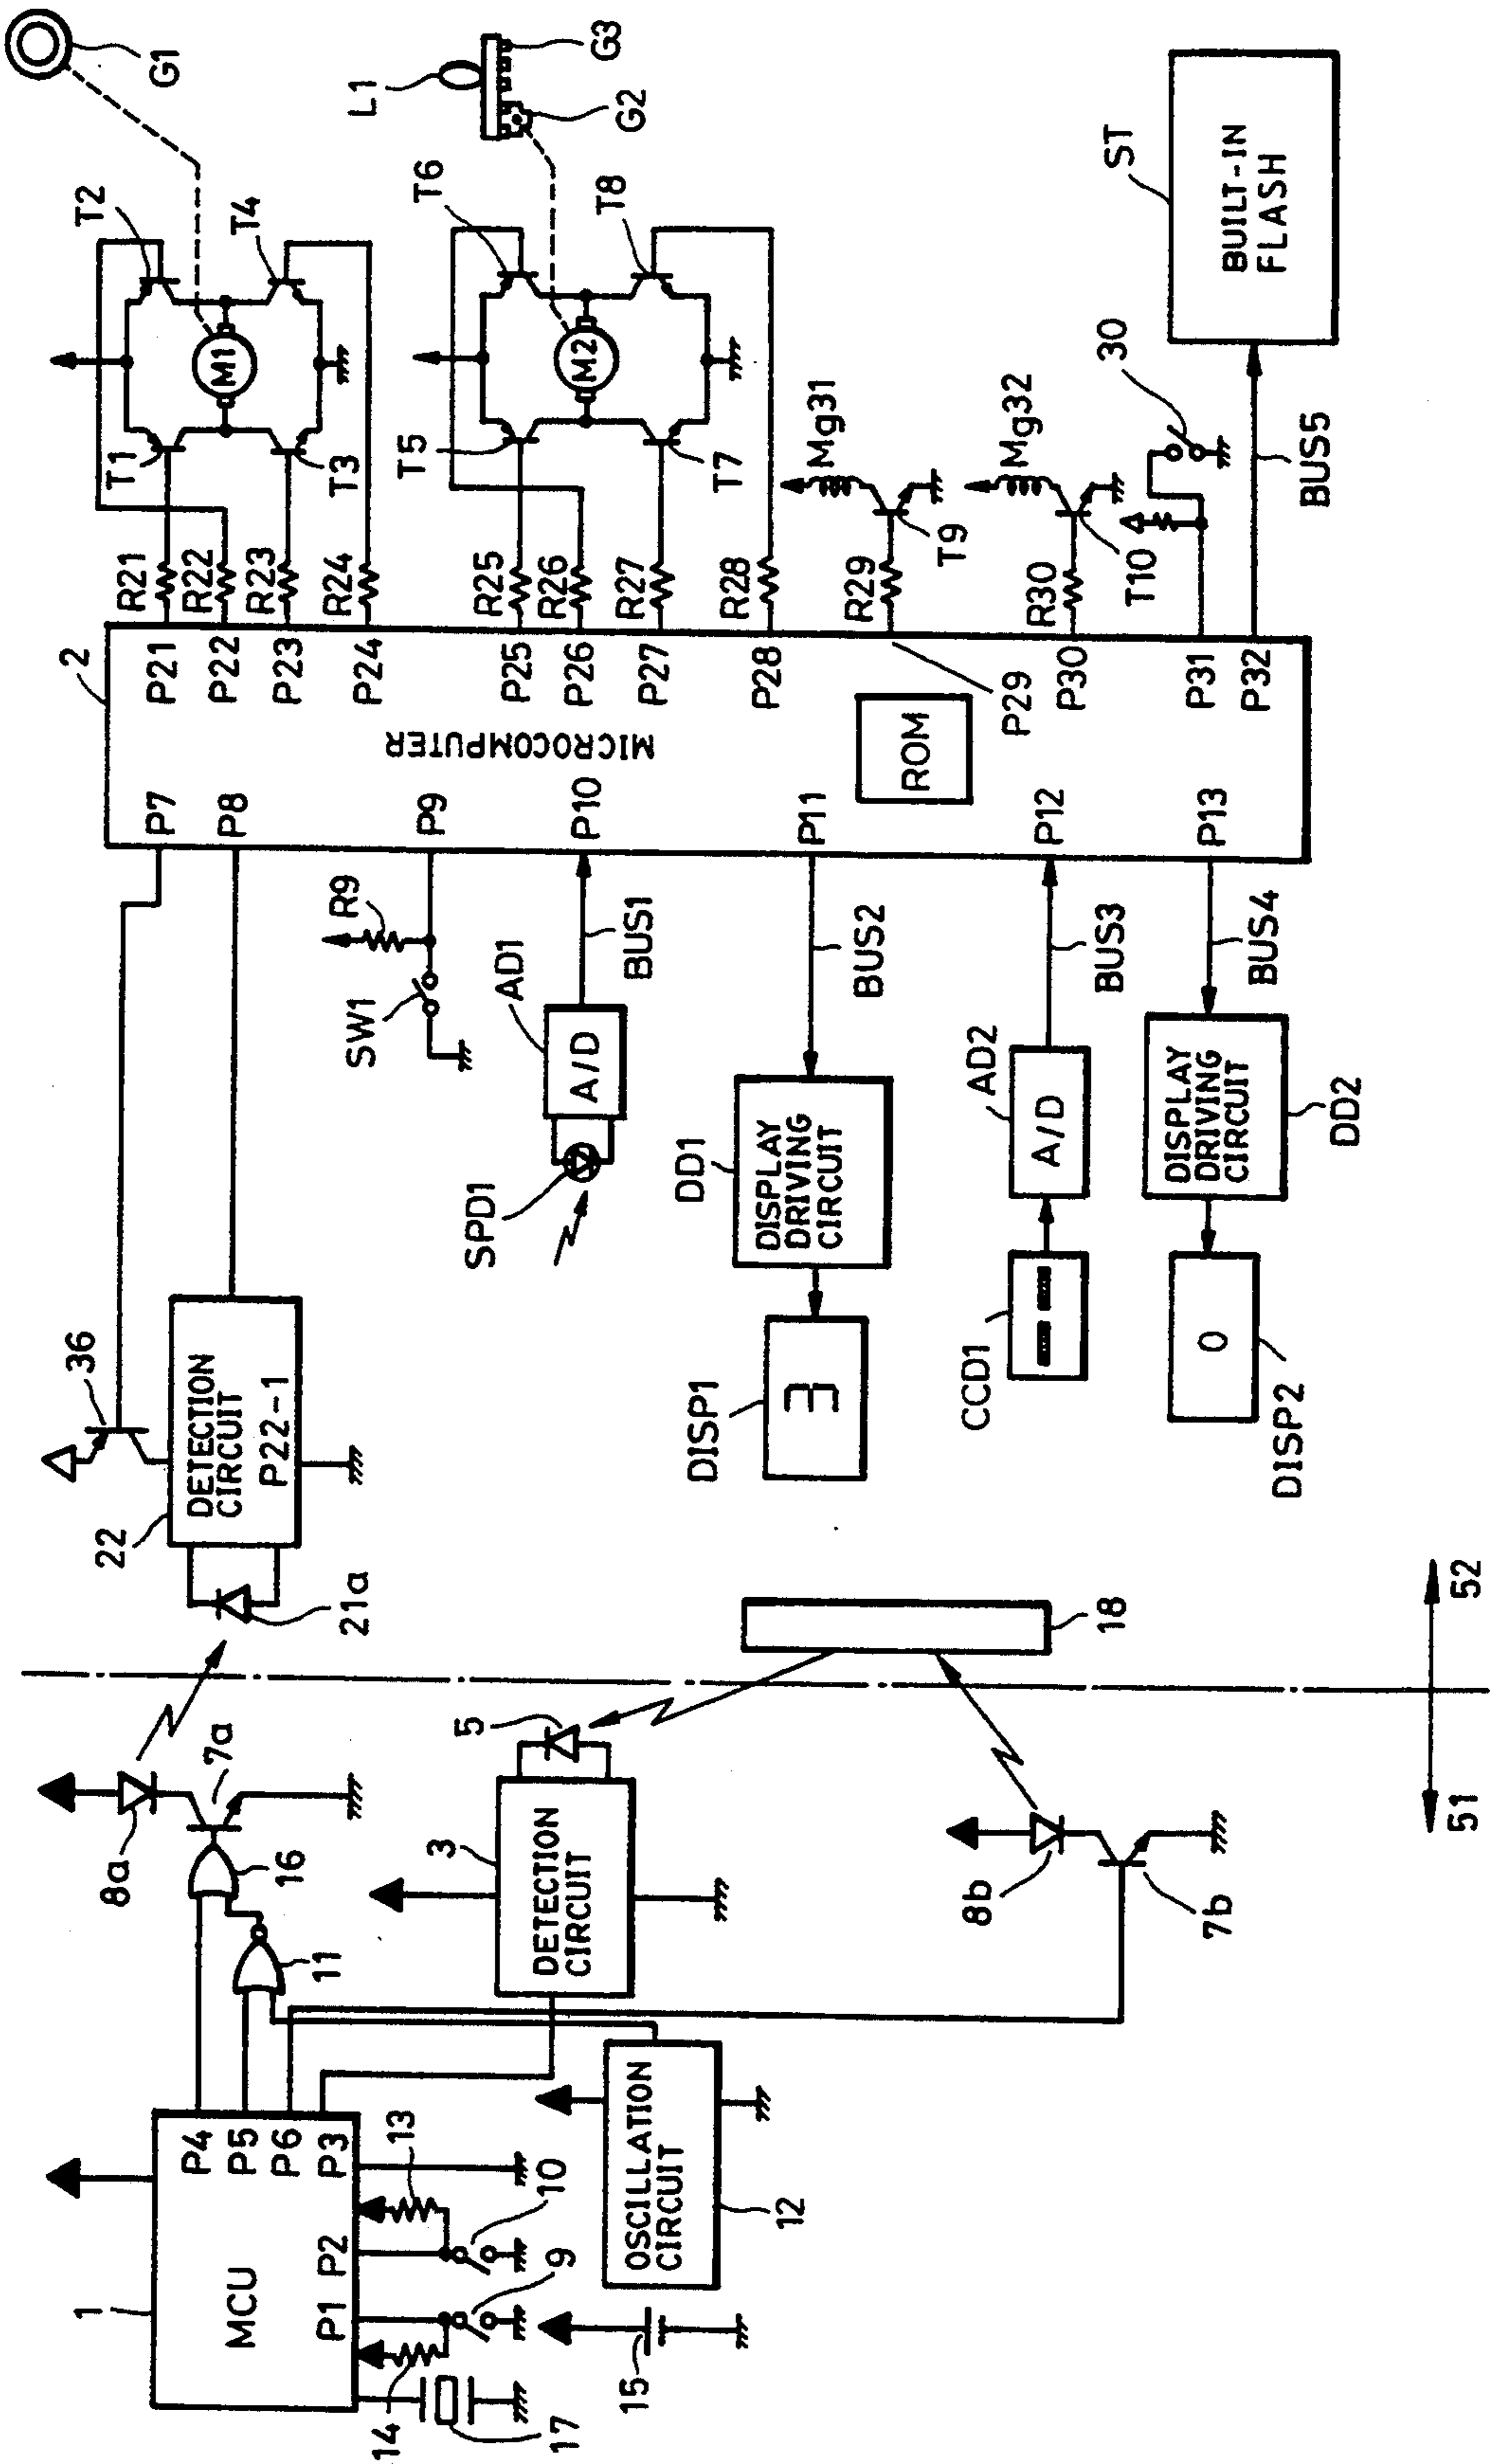 1
MCU
P1
P2
P3
P4
P5
P6
14
17
13
10
9
15
OSCILLATION
CIRCUIT
12
11
16
8a
7a
3
DETECTION
CIRCUIT
5
8b
7b
18
51
52
21a
22
DETECTION
CIRCUIT
P22-1
36
SW1
R9
SPD1
A/D
AD1
BUS1
DISP1
3
DD1
DISPLAY
DRIVING
CIRCUIT
BUS2
CCD1
A/D
AD2
BUS3
DISP2
0
DISPLAY
DRIVING
CIRCUIT
DD2
BUS4
2
MICROCOMPUTER
ROM
P7
P8
P9
P10
P11
P12
P13
P21
P22
P23
P24
P25
P26
P27
P28
P29
P30
P31
P32
R21
R22
R23
R24
R25
R26
R27
R28
R29
R30
T1
T2
T3
T4
M1
G1
T5
T6
T7
T8
M2
L1
G2
G3
Mg31
T9
Mg32
T10
30
BUS5
BUILT-IN
FLASH
ST